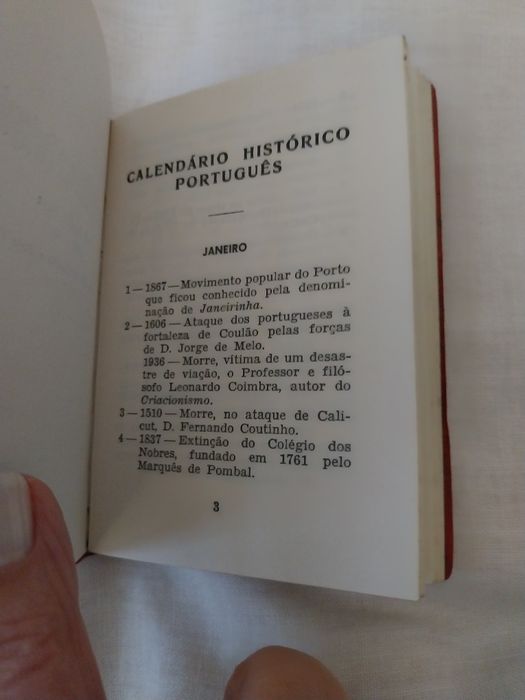 CALENDÁRIO HISTÓRICO
PORTUGUÊS
JANEIRO
1—1867—Movimento popular do Porto
que ficou conhecido pela denomi-
nação de Janeirinha.
2—1606—Ataque dos portugueses à
fortaleza de Coulão pelas forças
de D. Jorge de Melo.
1936—Morre, vítima de um desas-
tre de viação, o Professor e filó-
sofo Leonardo Coimbra, autor do
Criacionismo.
3—1510—Morre, no ataque de Cali-
cut, D. Fernando Coutinho.
4—1837—Extinção do Colégio dos
Nobres, fundado em 1761 pelo
Marquês de Pombal.
3